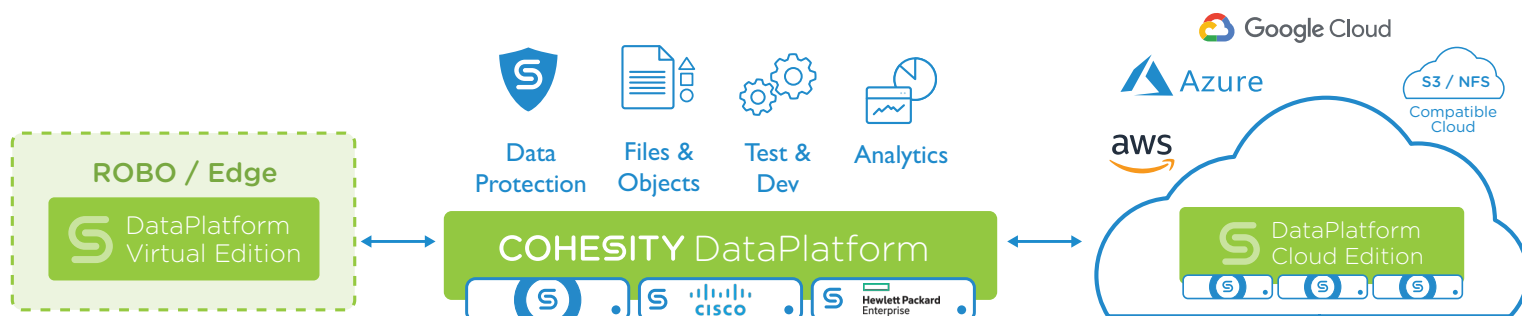 ROBO / Edge
DataPlatform
Virtual Edition
Data
Protection
Files &
Objects
Test &
Dev
Analytics
COHESITY DataPlatform
CISCO
Hewlett Packard
Enterprise
Google Cloud
Azure
aws
S3 / NFS
Compatible
Cloud
DataPlatform
Cloud Edition